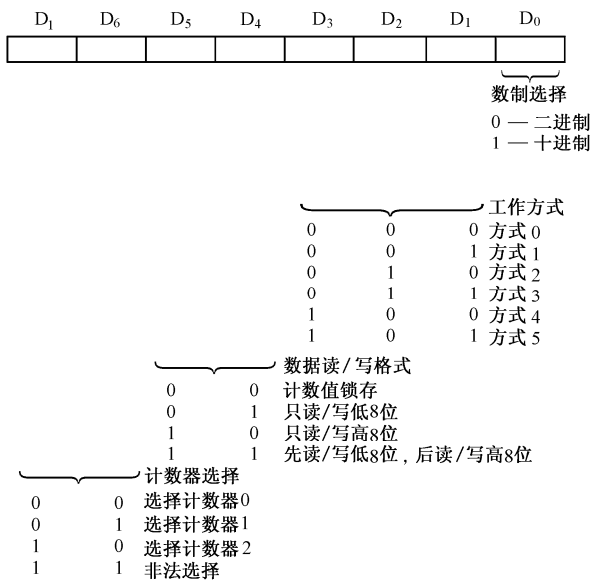 D₁ D₆ D₅ D₄ D₃ D₂ D₁ D₀
数制选择
0 — 二进制
1 — 十进制
工作方式
0 0 0 方式 0
0 0 1 方式 1
0 1 0 方式 2
0 1 1 方式 3
1 0 0 方式 4
1 0 1 方式 5
数据读/写格式
0 0 计数值锁存
0 1 只读/写低8位
1 0 只读/写高8位
1 1 先读/写低8位,后读/写高8位
计数器选择
0 0 选择计数器0
0 1 选择计数器1
1 0 选择计数器2
1 1 非法选择